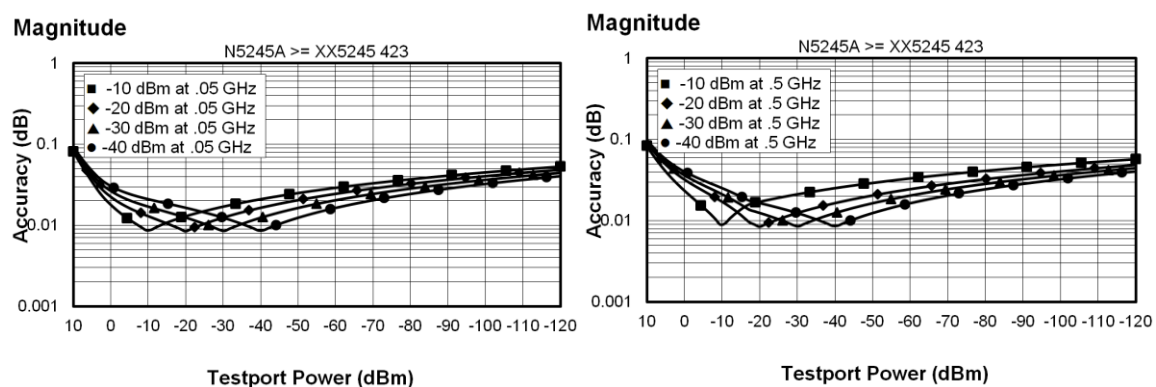 Magnitude
N5245A >= XX5245 423
1
0.1
0.01
0.001
Accuracy (dB)
-10 dBm at .05 GHz
-20 dBm at .05 GHz
-30 dBm at .05 GHz
-40 dBm at .05 GHz
10 0 -10 -20 -30 -40 -50 -60 -70 -80 -90 -100 -110 -120
Testport Power (dBm)
Magnitude
N5245A >= XX5245 423
1
0.1
0.01
0.001
Accuracy (dB)
-10 dBm at .5 GHz
-20 dBm at .5 GHz
-30 dBm at .5 GHz
-40 dBm at .5 GHz
10 0 -10 -20 -30 -40 -50 -60 -70 -80 -90 -100 -110 -120
Testport Power (dBm)